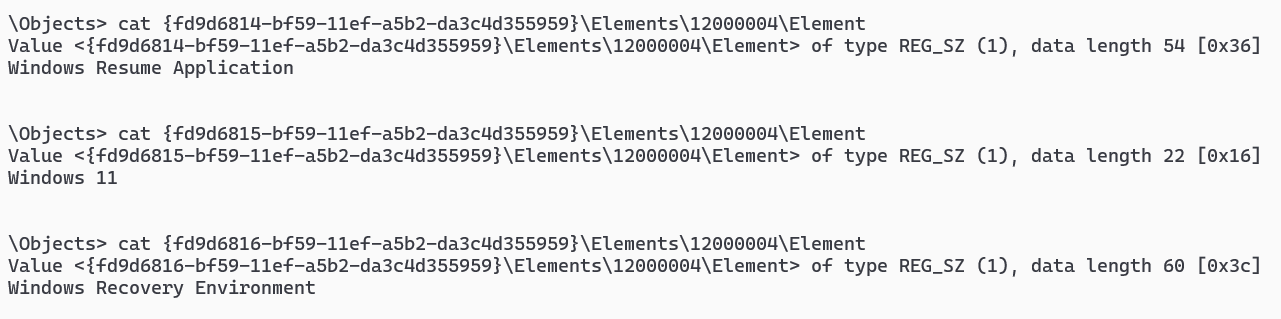 \Objects> cat {fd9d6814-bf59-11ef-a5b2-da3c4d355959}\Elements\12000004\Element
Value <{fd9d6814-bf59-11ef-a5b2-da3c4d355959}\Elements\12000004\Element> of type REG_SZ (1), data length 54 [0x36]
Windows Resume Application
\Objects> cat {fd9d6815-bf59-11ef-a5b2-da3c4d355959}\Elements\12000004\Element
Value <{fd9d6815-bf59-11ef-a5b2-da3c4d355959}\Elements\12000004\Element> of type REG_SZ (1), data length 22 [0x16]
Windows 11
\Objects> cat {fd9d6816-bf59-11ef-a5b2-da3c4d355959}\Elements\12000004\Element
Value <{fd9d6816-bf59-11ef-a5b2-da3c4d355959}\Elements\12000004\Element> of type REG_SZ (1), data length 60 [0x3c]
Windows Recovery Environment